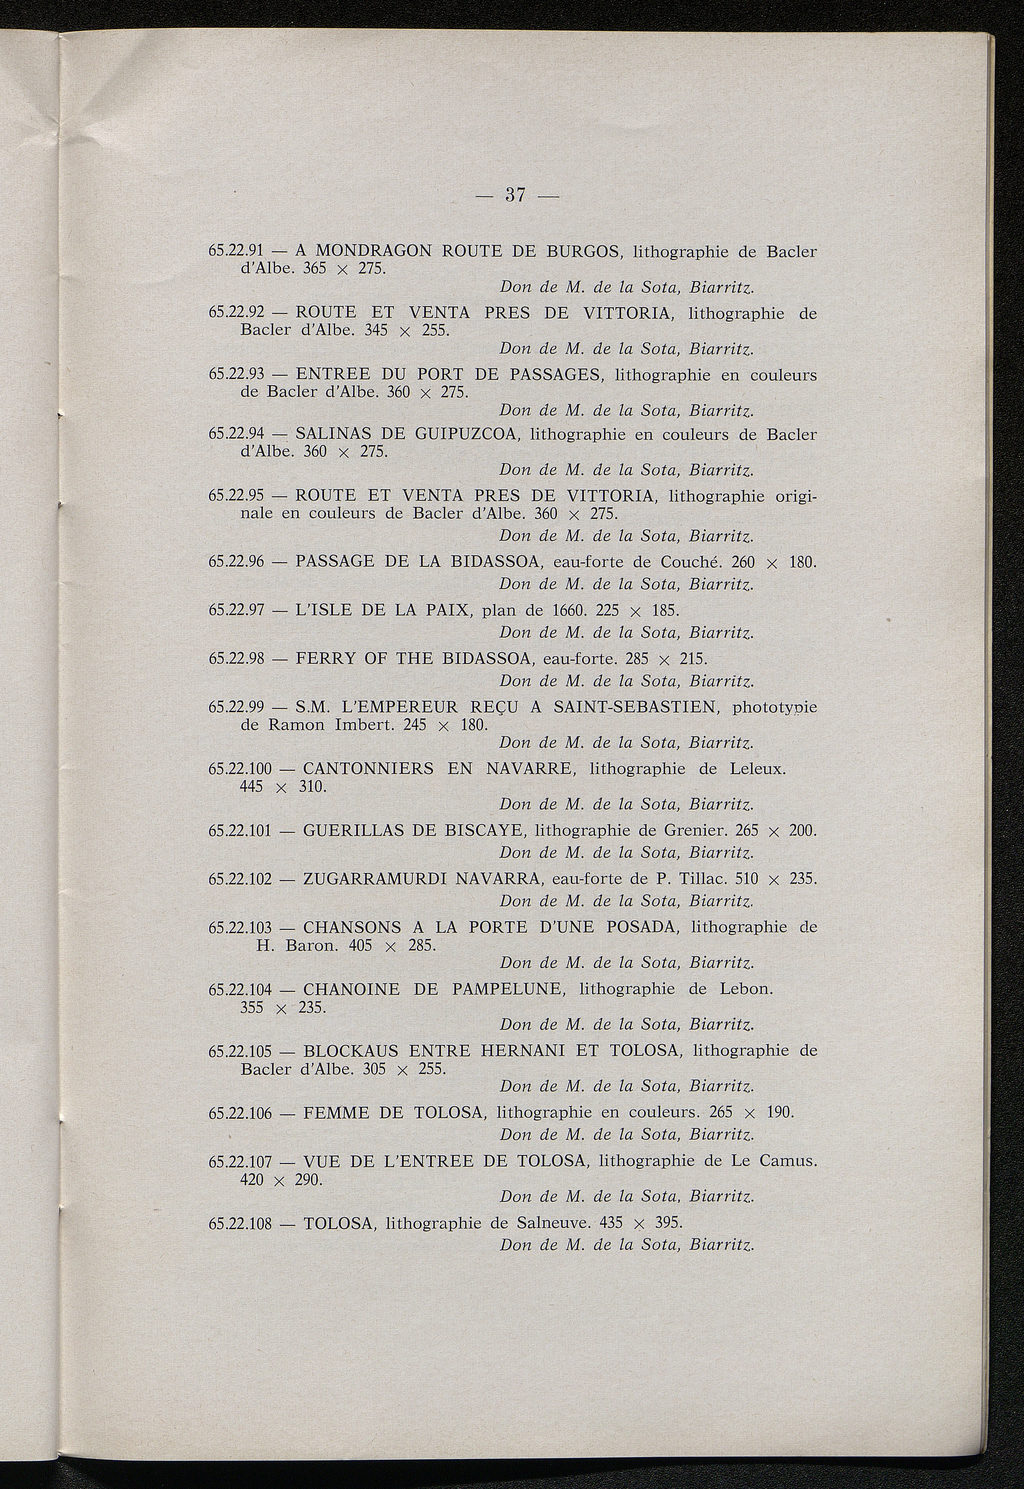 — 37 —
65.22.91 — A MONDRAGON ROUTE DE BURGOS, lithographie de Bacler
d'Albe. 365 × 275.
Don de M. de la Sota, Biarritz.
65.22.92 — ROUTE ET VENTA PRES DE VITTORIA, lithographie de
Bacler d'Albe. 345 × 255.
Don de M. de la Sota, Biarritz.
65.22.93 — ENTREE DU PORT DE PASSAGES, lithographie en couleurs
de Bacler d'Albe. 360 × 275.
Don de M. de la Sota, Biarritz.
65.22.94 — SALINAS DE GUIPUZCOA, lithographie en couleurs de Bacler
d'Albe. 360 × 275.
Don de M. de la Sota, Biarritz.
65.22.95 — ROUTE ET VENTA PRES DE VITTORIA, lithographie origi-
nale en couleurs de Bacler d'Albe. 360 × 275.
Don de M. de la Sota, Biarritz.
65.22.96 — PASSAGE DE LA BIDASSOA, eau-forte de Couché. 260 × 180.
Don de M. de la Sota, Biarritz.
65.22.97 — L'ISLE DE LA PAIX, plan de 1660. 225 × 185.
Don de M. de la Sota, Biarritz.
65.22.98 — FERRY OF THE BIDASSOA, eau-forte. 285 × 215.
Don de M. de la Sota, Biarritz.
65.22.99 — S.M. L'EMPEREUR REÇU A SAINT-SEBASTIEN, phototypie
de Ramon Imbert. 245 × 180.
Don de M. de la Sota, Biarritz.
65.22.100 — CANTONNIERS EN NAVARRE, lithographie de Leleux.
445 × 310.
Don de M. de la Sota, Biarritz.
65.22.101 — GUERILLAS DE BISCAYE, lithographie de Grenier. 265 × 200.
Don de M. de la Sota, Biarritz.
65.22.102 — ZUGARRAMURDI NAVARRA, eau-forte de P. Tillac. 510 × 235.
Don de M. de la Sota, Biarritz.
65.22.103 — CHANSONS A LA PORTE D'UNE POSADA, lithographie de
H. Baron. 405 × 285.
Don de M. de la Sota, Biarritz.
65.22.104 — CHANOINE DE PAMPELUNE, lithographie de Lebon.
355 × 235.
Don de M. de la Sota, Biarritz.
65.22.105 — BLOCKAUS ENTRE HERNANI ET TOLOSA, lithographie de
Bacler d'Albe. 305 × 255.
Don de M. de la Sota, Biarritz.
65.22.106 — FEMME DE TOLOSA, lithographie en couleurs. 265 × 190.
Don de M. de la Sota, Biarritz.
65.22.107 — VUE DE L'ENTREE DE TOLOSA, lithographie de Le Camus.
420 × 290.
Don de M. de la Sota, Biarritz.
65.22.108 — TOLOSA, lithographie de Salneuve. 435 × 395.
Don de M. de la Sota, Biarritz.